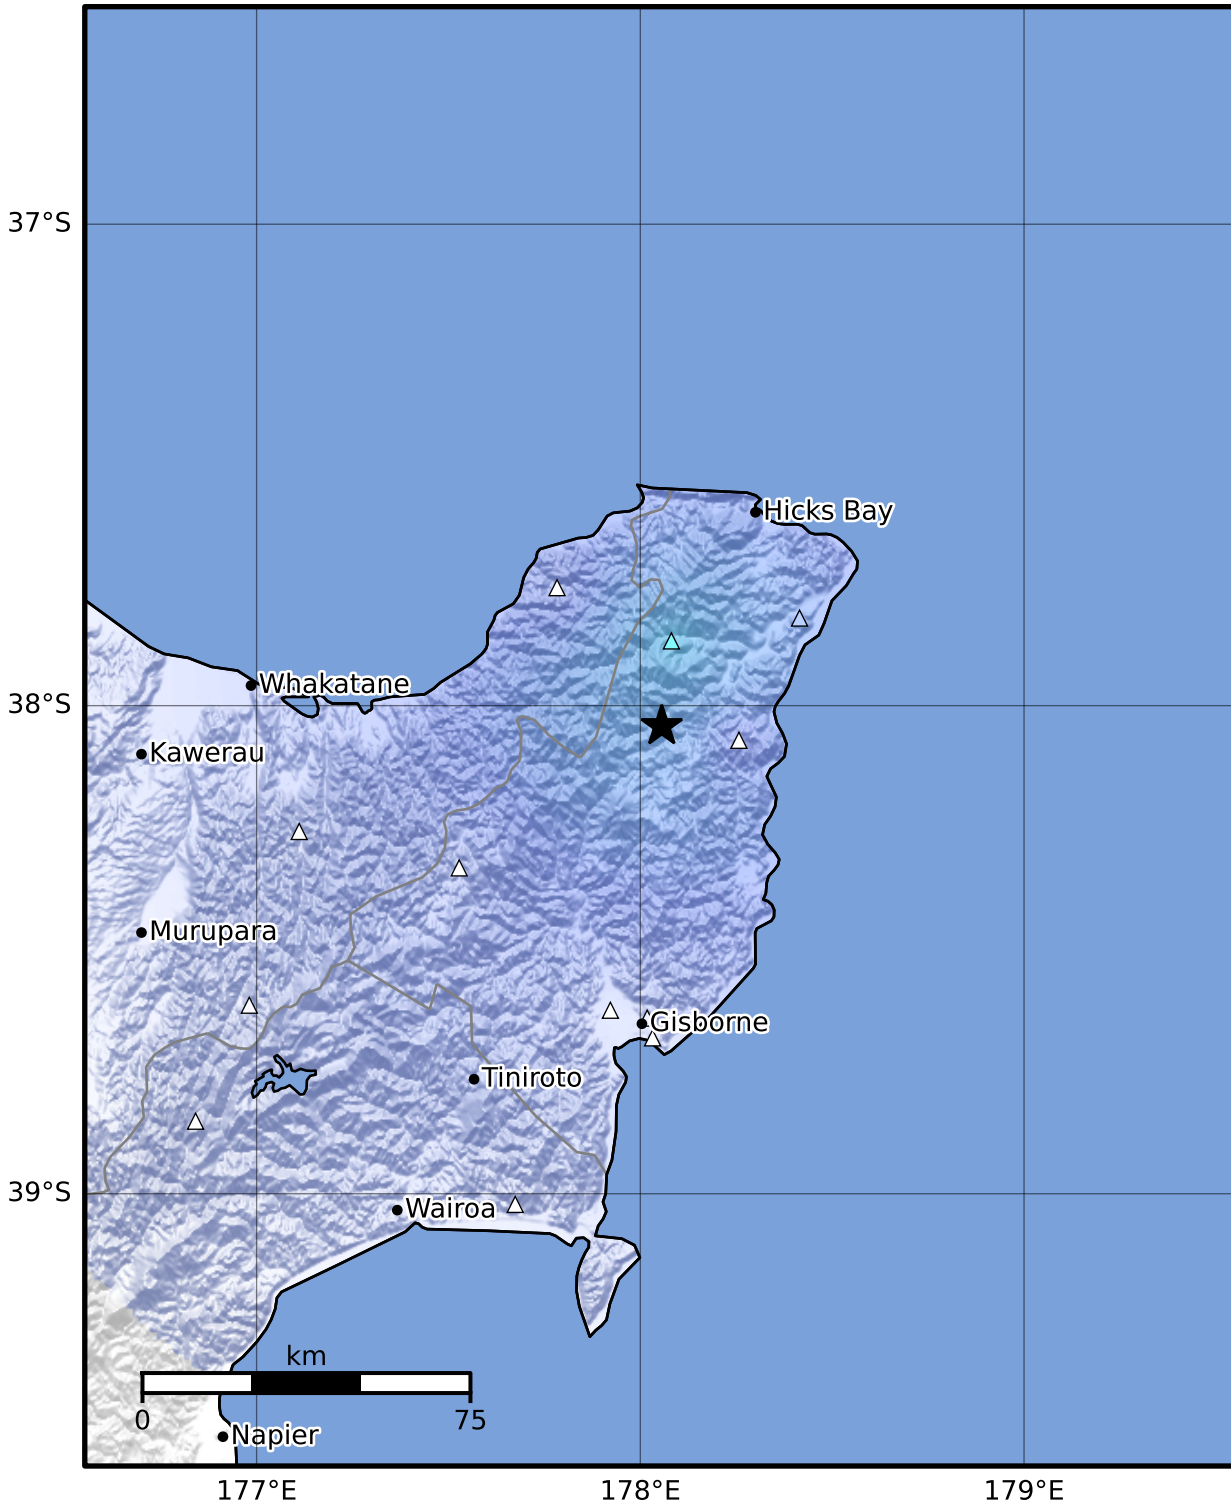 37°S
Hicks Bay
Whakatane
38°S
Kawerau
Murupara
Gisborne
Tiniroto
39°S
Wairoa
km
0 75
Napier
177°E 178°E 179°E